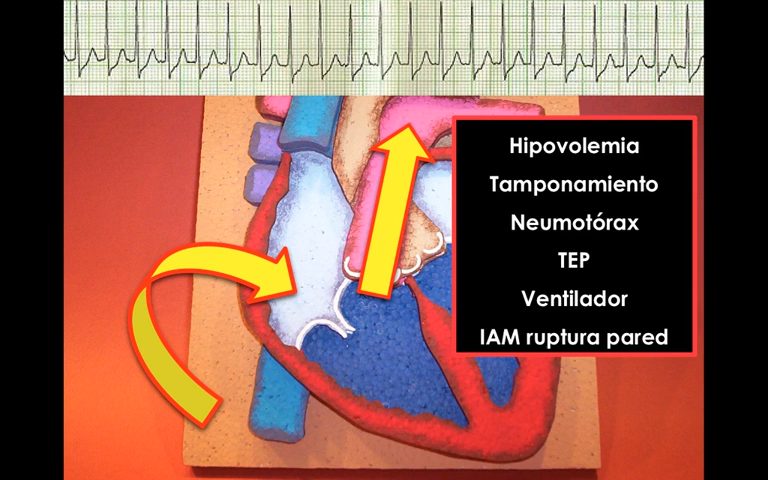 Hipovolemia
Tamponamiento
Neumotórax
TEP
Ventilador
IAM ruptura pared